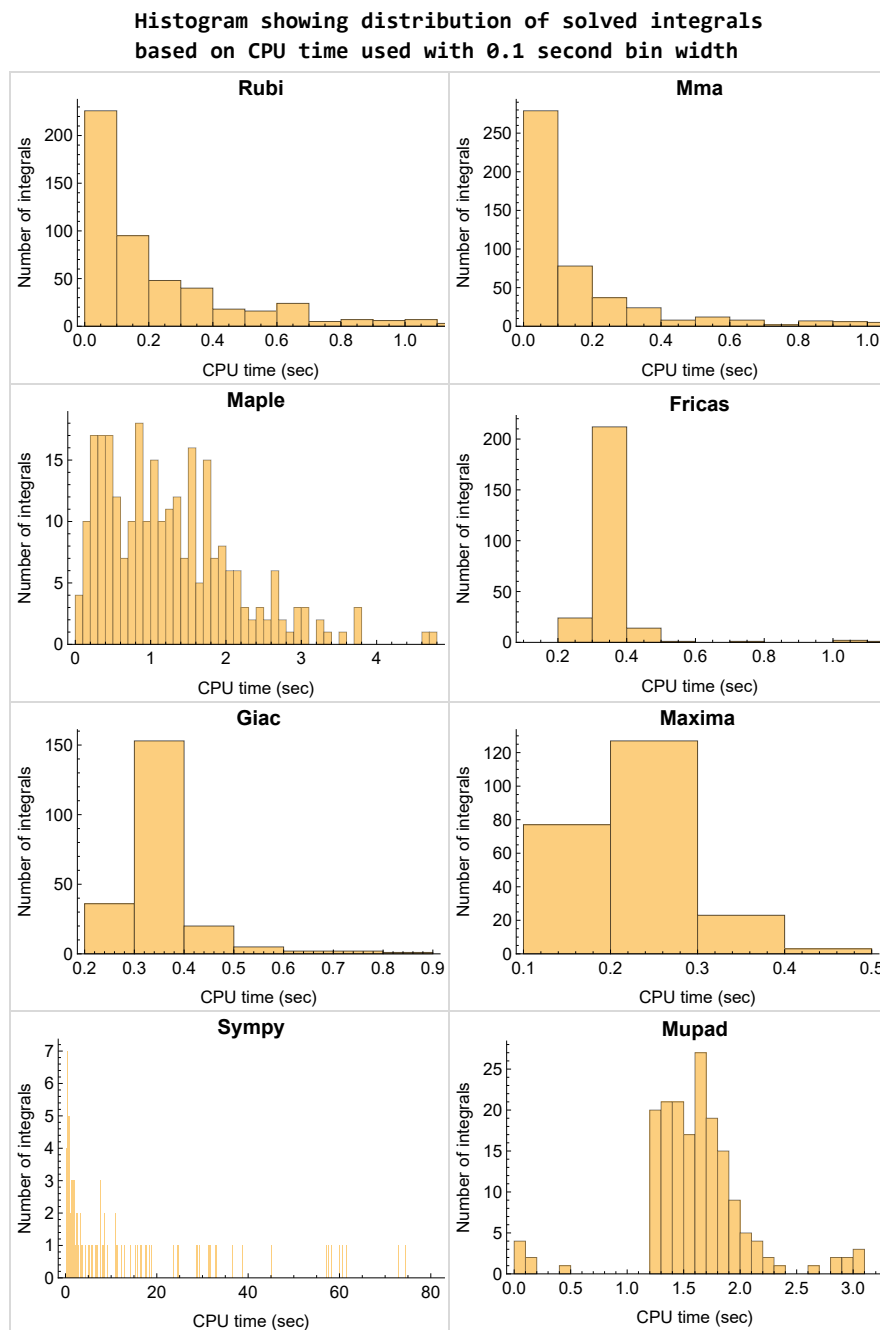 Histogram showing distribution of solved integrals
based on CPU time used with 0.1 second bin width
Rubi
Number of integrals
200
150
100
50
0
0.0 0.2 0.4 0.6 0.8 1.0
CPU time (sec)
Mma
Number of integrals
250
200
150
100
50
0
0.0 0.2 0.4 0.6 0.8 1.0
CPU time (sec)
Maple
Number of integrals
15
10
5
0
0 1 2 3 4
CPU time (sec)
Fricas
Number of integrals
200
150
100
50
0
0.2 0.4 0.6 0.8 1.0
CPU time (sec)
Giac
Number of integrals
150
100
50
0
0.2 0.3 0.4 0.5 0.6 0.7 0.8 0.9
CPU time (sec)
Maxima
Number of integrals
120
100
80
60
40
20
0
0.1 0.2 0.3 0.4 0.5
CPU time (sec)
Sympy
Number of integrals
7
6
5
4
3
2
1
0
0 20 40 60 80
CPU time (sec)
Mupad
Number of integrals
25
20
15
10
5
0
0.0 0.5 1.0 1.5 2.0 2.5 3.0
CPU time (sec)